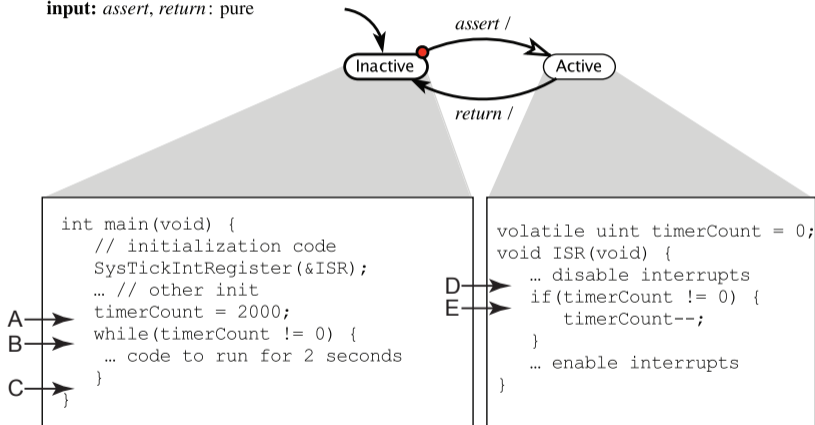 input: assert, return: pure
assert /
Inactive
Active
return /
int main(void) {
// initialization code
SysTickIntRegister(&ISR);
… // other init
A
timerCount = 2000;
B
while(timerCount != 0) {
… code to run for 2 seconds
}
C
}
volatile uint timerCount = 0;
void ISR(void) {
D
… disable interrupts
E
if(timerCount != 0) {
timerCount--;
}
… enable interrupts
}